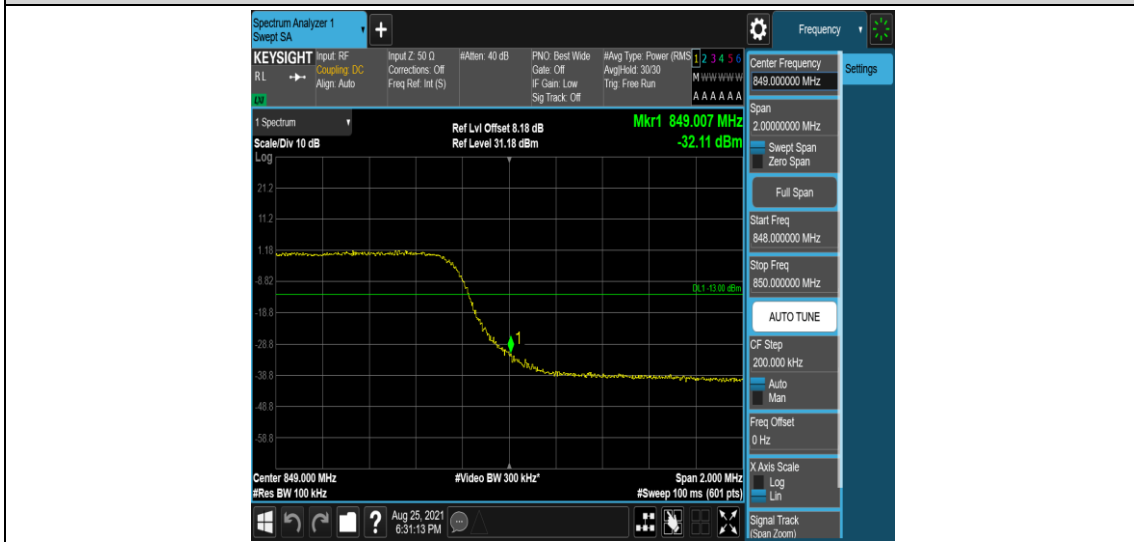 Spectrum Analyzer 1
Swept SA
+
Frequency
KEYSIGHT
RL
Input: RF
Coupling: DC
Align: Auto
Input Z: 50 Ω
Corrections: Off
Freq Ref: Int (S)
#Atten: 40 dB
PNO: Best Wide
Gate: Off
IF Gain: Low
Sig Track: Off
#Avg Type: Power (RMS
Avg|Hold: 30/30
Trig: Free Run
1 2 3 4 5 6
M W W W W W
A A A A A A
1 Spectrum
Scale/Div 10 dB
Log
Ref Lvl Offset 8.18 dB
Ref Level 31.18 dBm
Mkr1 849.007 MHz
-32.11 dBm
21.2
11.2
1.18
-8.82
-18.8
-28.8
-38.8
-48.8
-58.8
DL1 -13.00 dBm
1
Center 849.000 MHz
#Res BW 100 kHz
#Video BW 300 kHz*
Span 2.000 MHz
#Sweep 100 ms (601 pts)
Center Frequency
849.000000 MHz
Settings
Span
2.00000000 MHz
Swept Span
Zero Span
Full Span
Start Freq
848.000000 MHz
Stop Freq
850.000000 MHz
AUTO TUNE
CF Step
200.000 kHz
Auto
Man
Freq Offset
0 Hz
X Axis Scale
Log
Lin
Signal Track
(Span Zoom)
?
Aug 25, 2021
6:31:13 PM